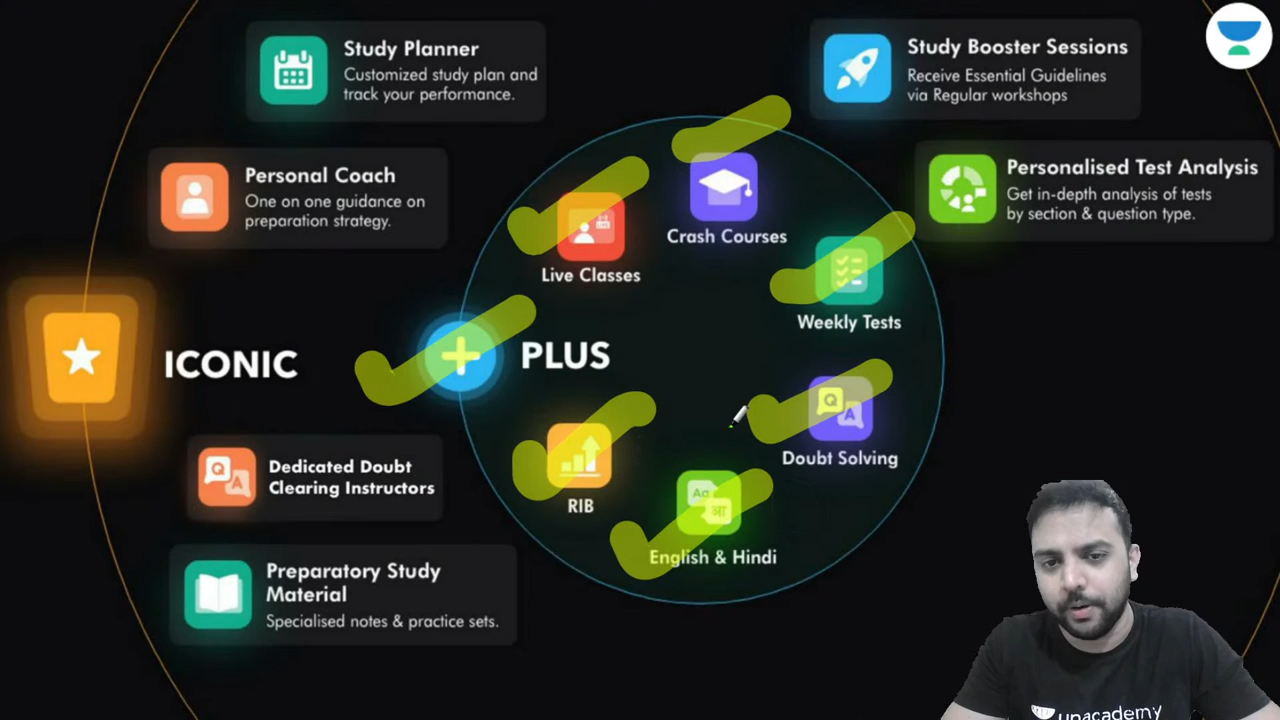 Study Planner
Customized study plan and
track your performance.
Study Booster Sessions
Receive Essential Guidelines
via Regular workshops
Personal Coach
One on one guidance on
preparation strategy.
Personalised Test Analysis
Get in-depth analysis of tests
by section & question type.
Crash Courses
Live Classes
Weekly Tests
ICONIC
PLUS
Q
A
Doubt Solving
Q
A
Dedicated Doubt
Clearing Instructors
RIB
Aa
आ
English & Hindi
Preparatory Study
Material
Specialised notes & practice sets.
unacademy